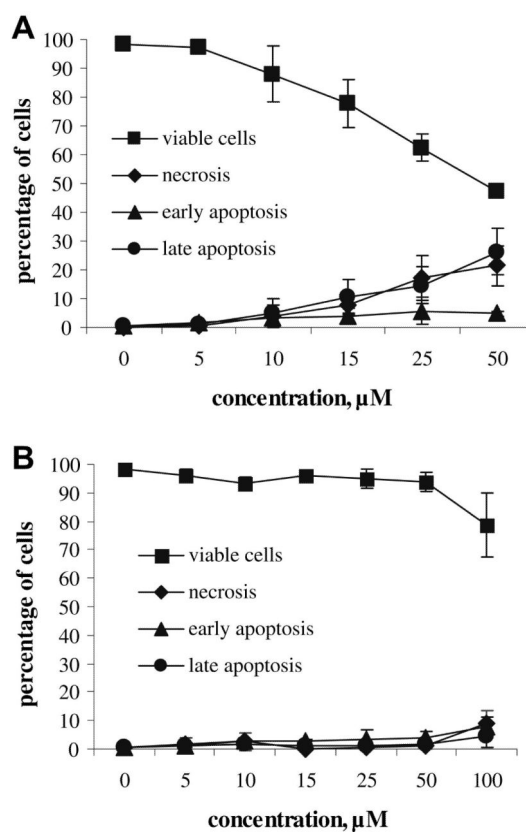 A
100
90
80
70
60
50
40
30
20
10
0
percentage of cells
viable cells
necrosis
early apoptosis
late apoptosis
0 5 10 15 25 50
concentration, µM
B
100
90
80
70
60
50
40
30
20
10
0
percentage of cells
viable cells
necrosis
early apoptosis
late apoptosis
0 5 10 15 25 50 100
concentration, µM